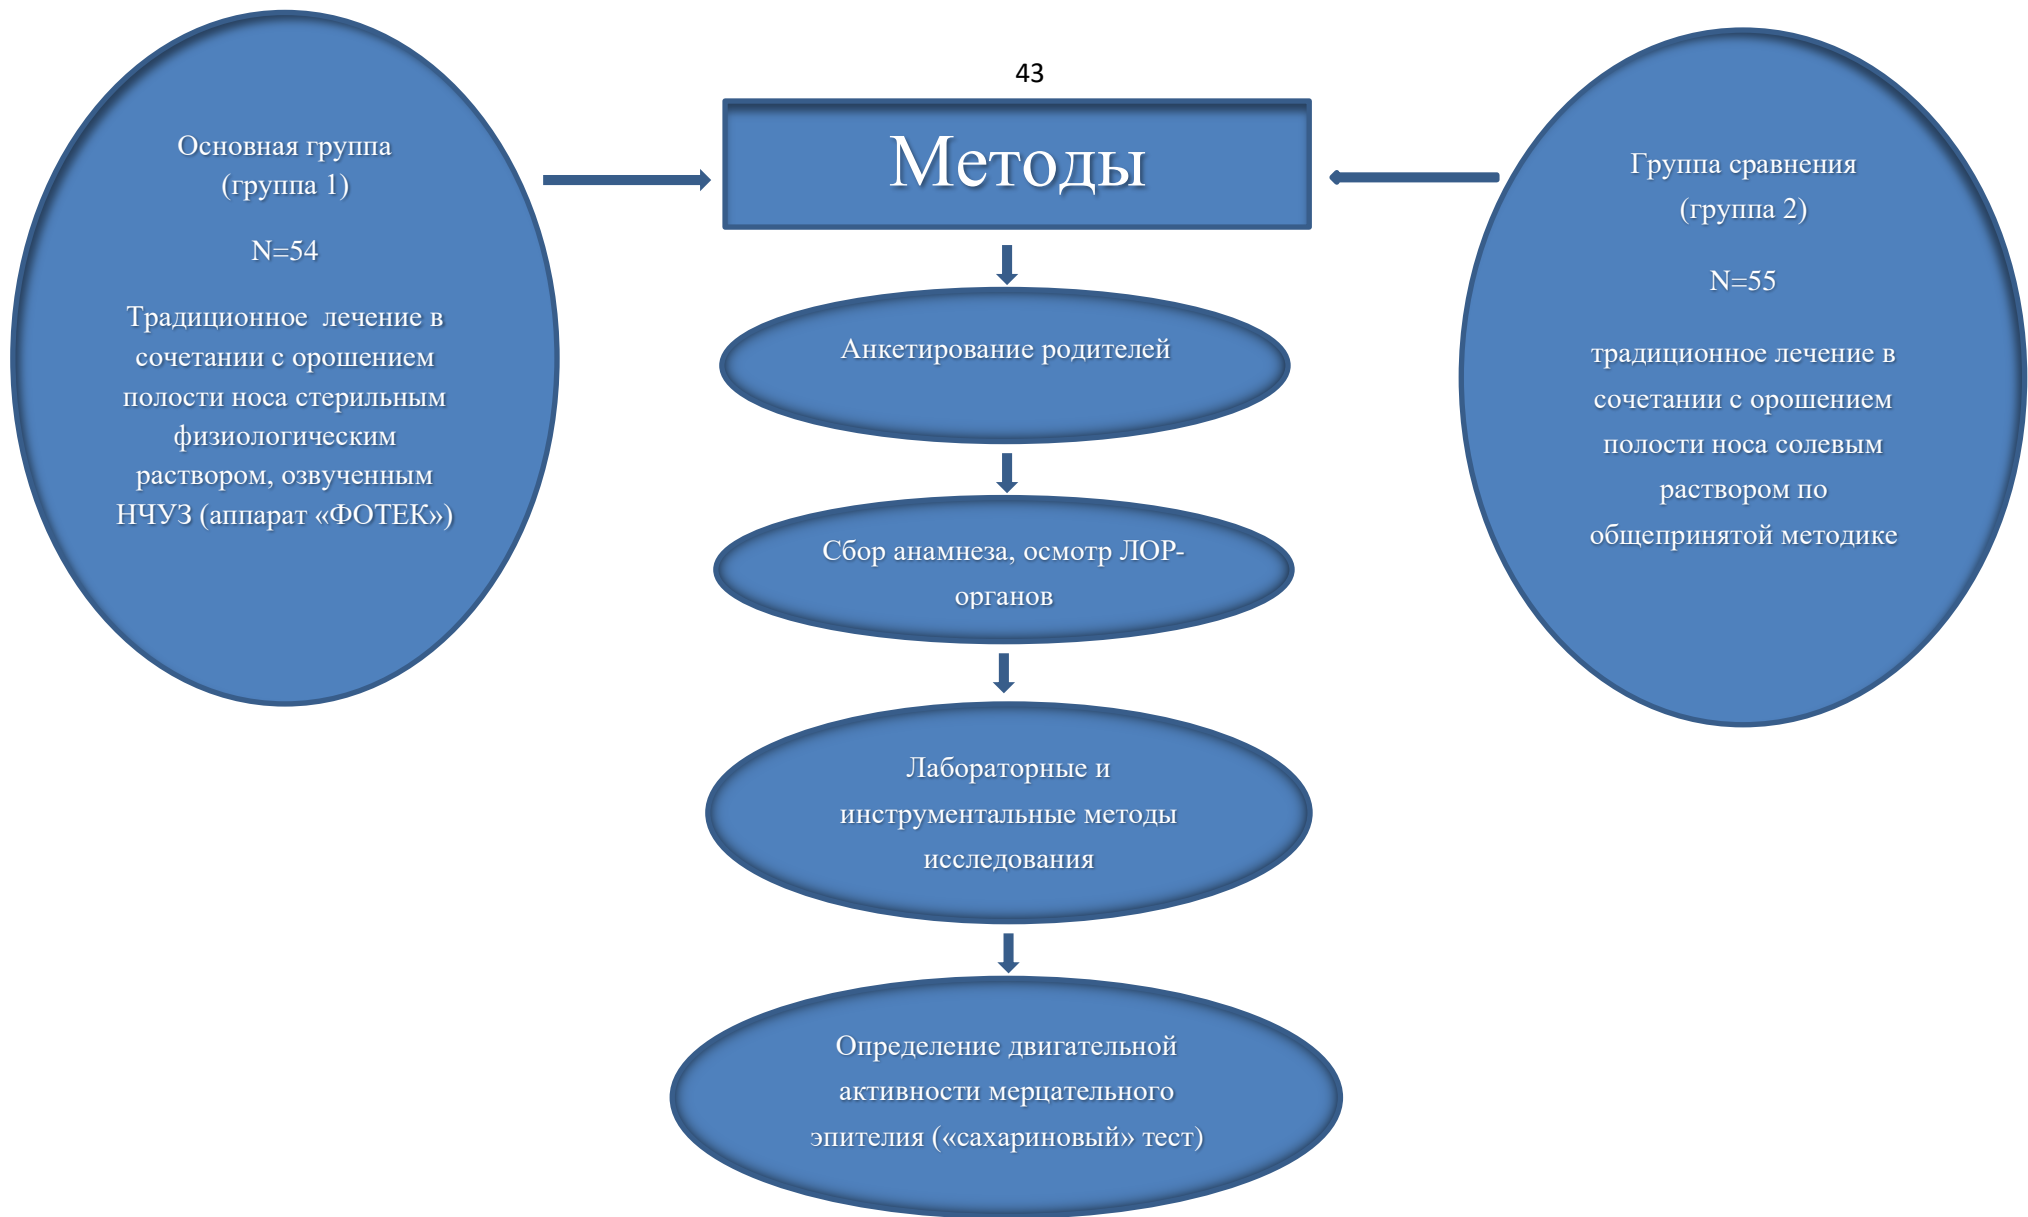 43
Основная группа
(группа 1)
N=54
Традиционное лечение в
сочетании с орошением
полости носа стерильным
физиологическим
раствором, озвученным
НЧУЗ (аппарат «ФОТЕК»)
Методы
Анкетирование родителей
Сбор анамнеза, осмотр ЛОР-
органов
Лабораторные и
инструментальные методы
исследования
Определение двигательной
активности мерцательного
эпителия («сахариновый» тест)
Группа сравнения
(группа 2)
N=55
традиционное лечение в
сочетании с орошением
полости носа солевым
раствором по
общепринятой методике